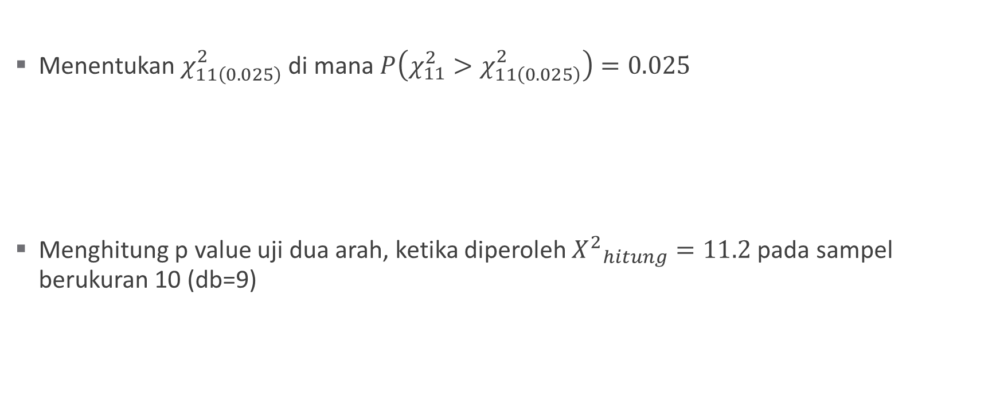 ▪ Menentukan $\chi^2_{11(0.025)}$ di mana $P\left(\chi^2_{11} > \chi^2_{11(0.025)}\right) = 0.025$
▪ Menghitung p value uji dua arah, ketika diperoleh $X^2{}_{hitung} = 11.2$ pada sampel
berukuran 10 (db=9)